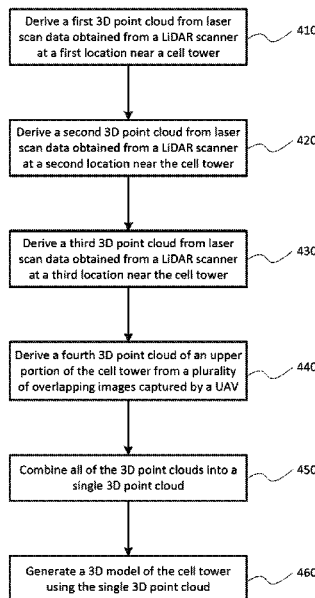 Derive a first 3D point cloud from laser
scan data obtained from a LiDAR scanner
at a first location near a cell tower
410
Derive a second 3D point cloud from laser
scan data obtained from a LiDAR scanner
at a second location near the cell tower
420
Derive a third 3D point cloud from laser
scan data obtained from a LiDAR scanner
at a third location near the cell tower
430
Derive a fourth 3D point cloud of an upper
portion of the cell tower from a plurality
of overlapping images captured by a UAV
440
Combine all of the 3D point clouds into a
single 3D point cloud
450
Generate a 3D model of the cell tower
using the single 3D point cloud
460